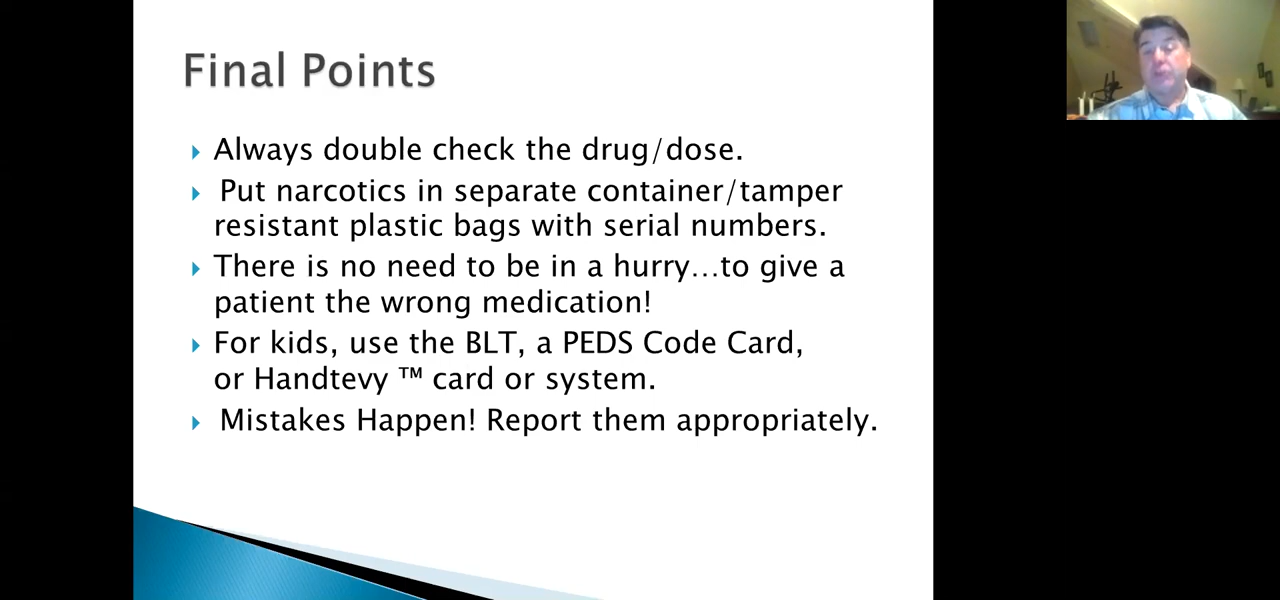 Final Points
Always double check the drug/dose.
Put narcotics in separate container/tamper
resistant plastic bags with serial numbers.
There is no need to be in a hurry...to give a
patient the wrong medication!
For kids, use the BLT, a PEDS Code Card,
or Handtevy ™ card or system.
Mistakes Happen! Report them appropriately.